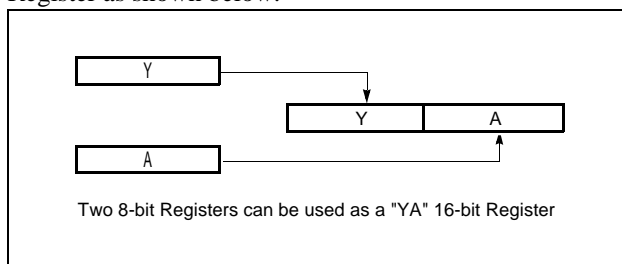 Register as shown below.
Y
Y A
A
Two 8-bit Registers can be used as a "YA" 16-bit Register